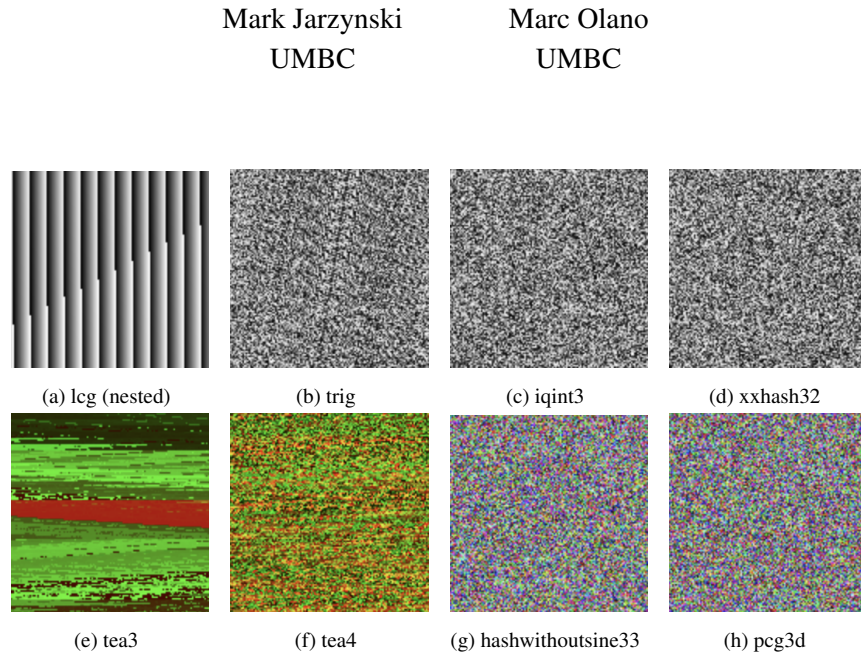 Mark Jarzynski Marc Olano
UMBC UMBC
(a) lcg (nested) (b) trig (c) iqint3 (d) xxhash32
(e) tea3 (f) tea4 (g) hashwithoutsine33 (h) pcg3d